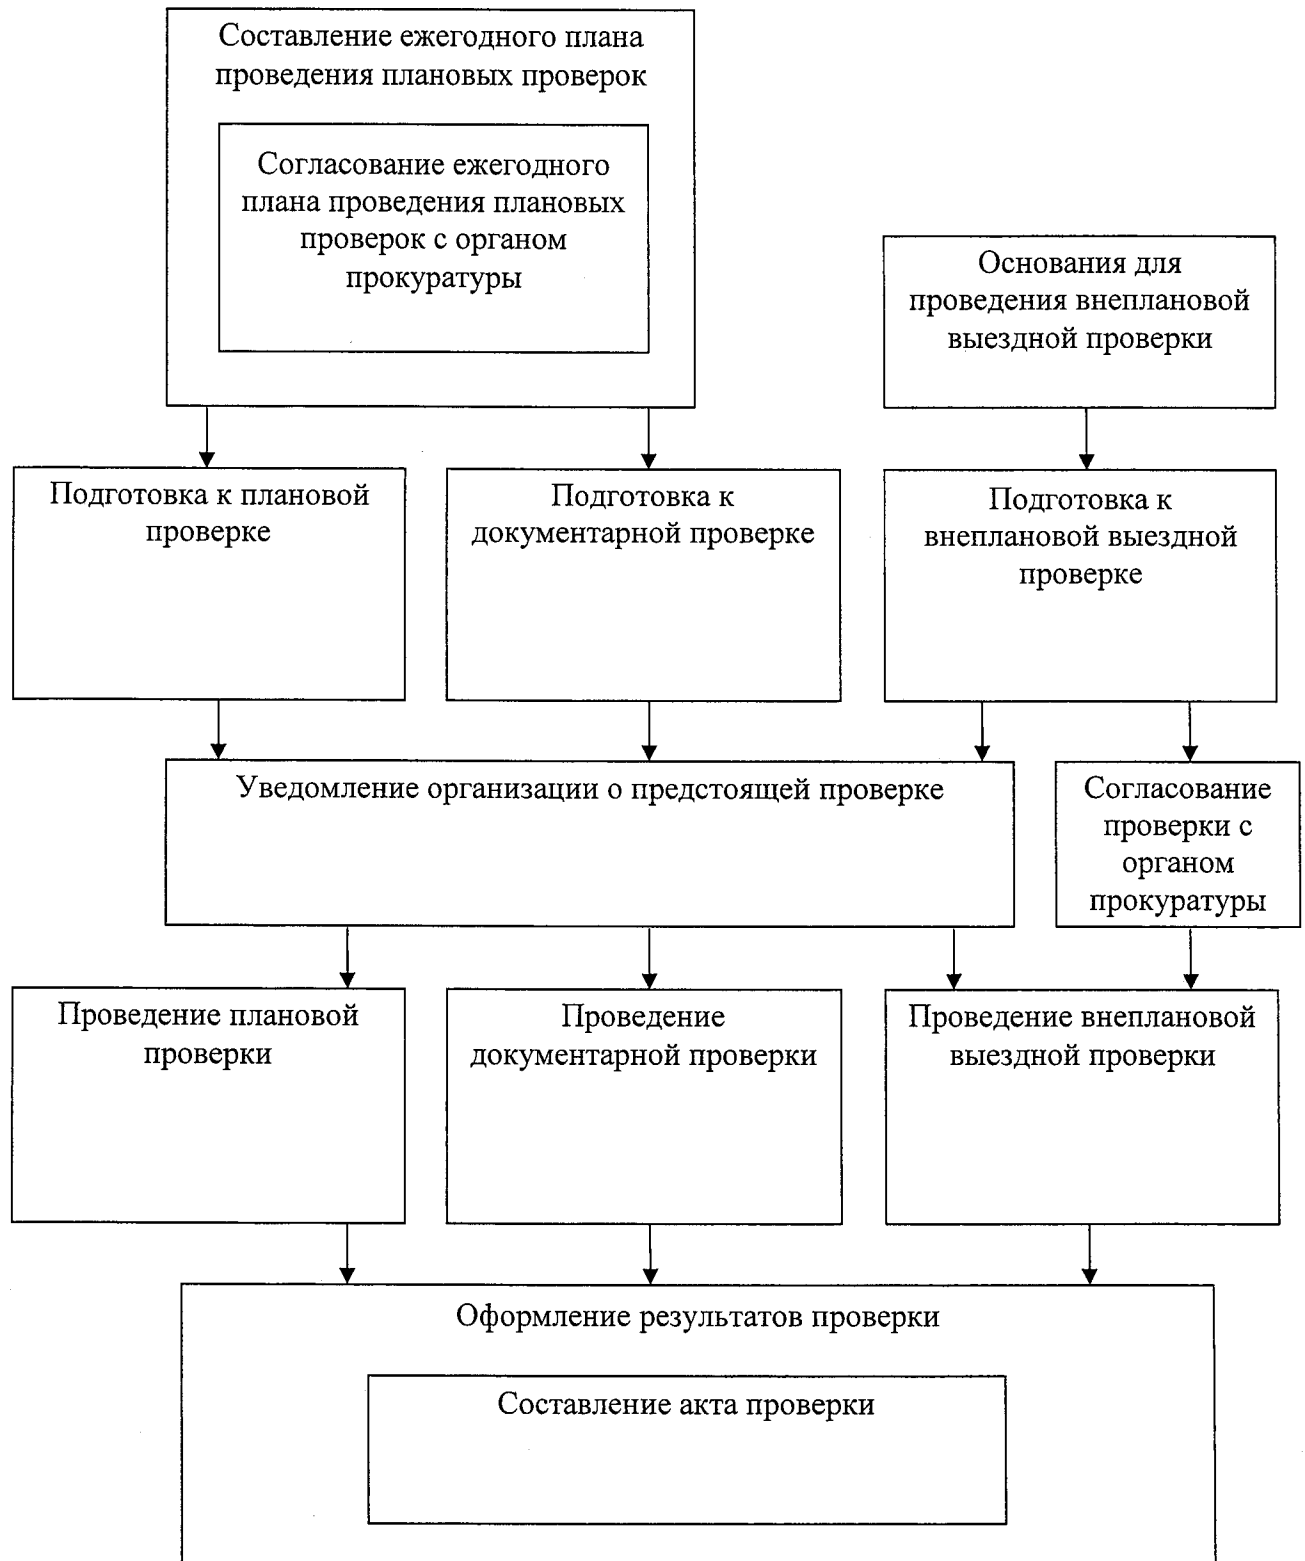 Составление ежегодного плана
проведения плановых проверок
Согласование ежегодного
плана проведения плановых
проверок с органом
прокуратуры
Основания для
проведения внеплановой
выездной проверки
Подготовка к плановой
проверке
Подготовка к
документарной проверке
Подготовка к
внеплановой выездной
проверке
Уведомление организации о предстоящей проверке
Согласование
проверки с
органом
прокуратуры
Проведение плановой
проверки
Проведение
документарной проверки
Проведение внеплановой
выездной проверки
Оформление результатов проверки
Составление акта проверки